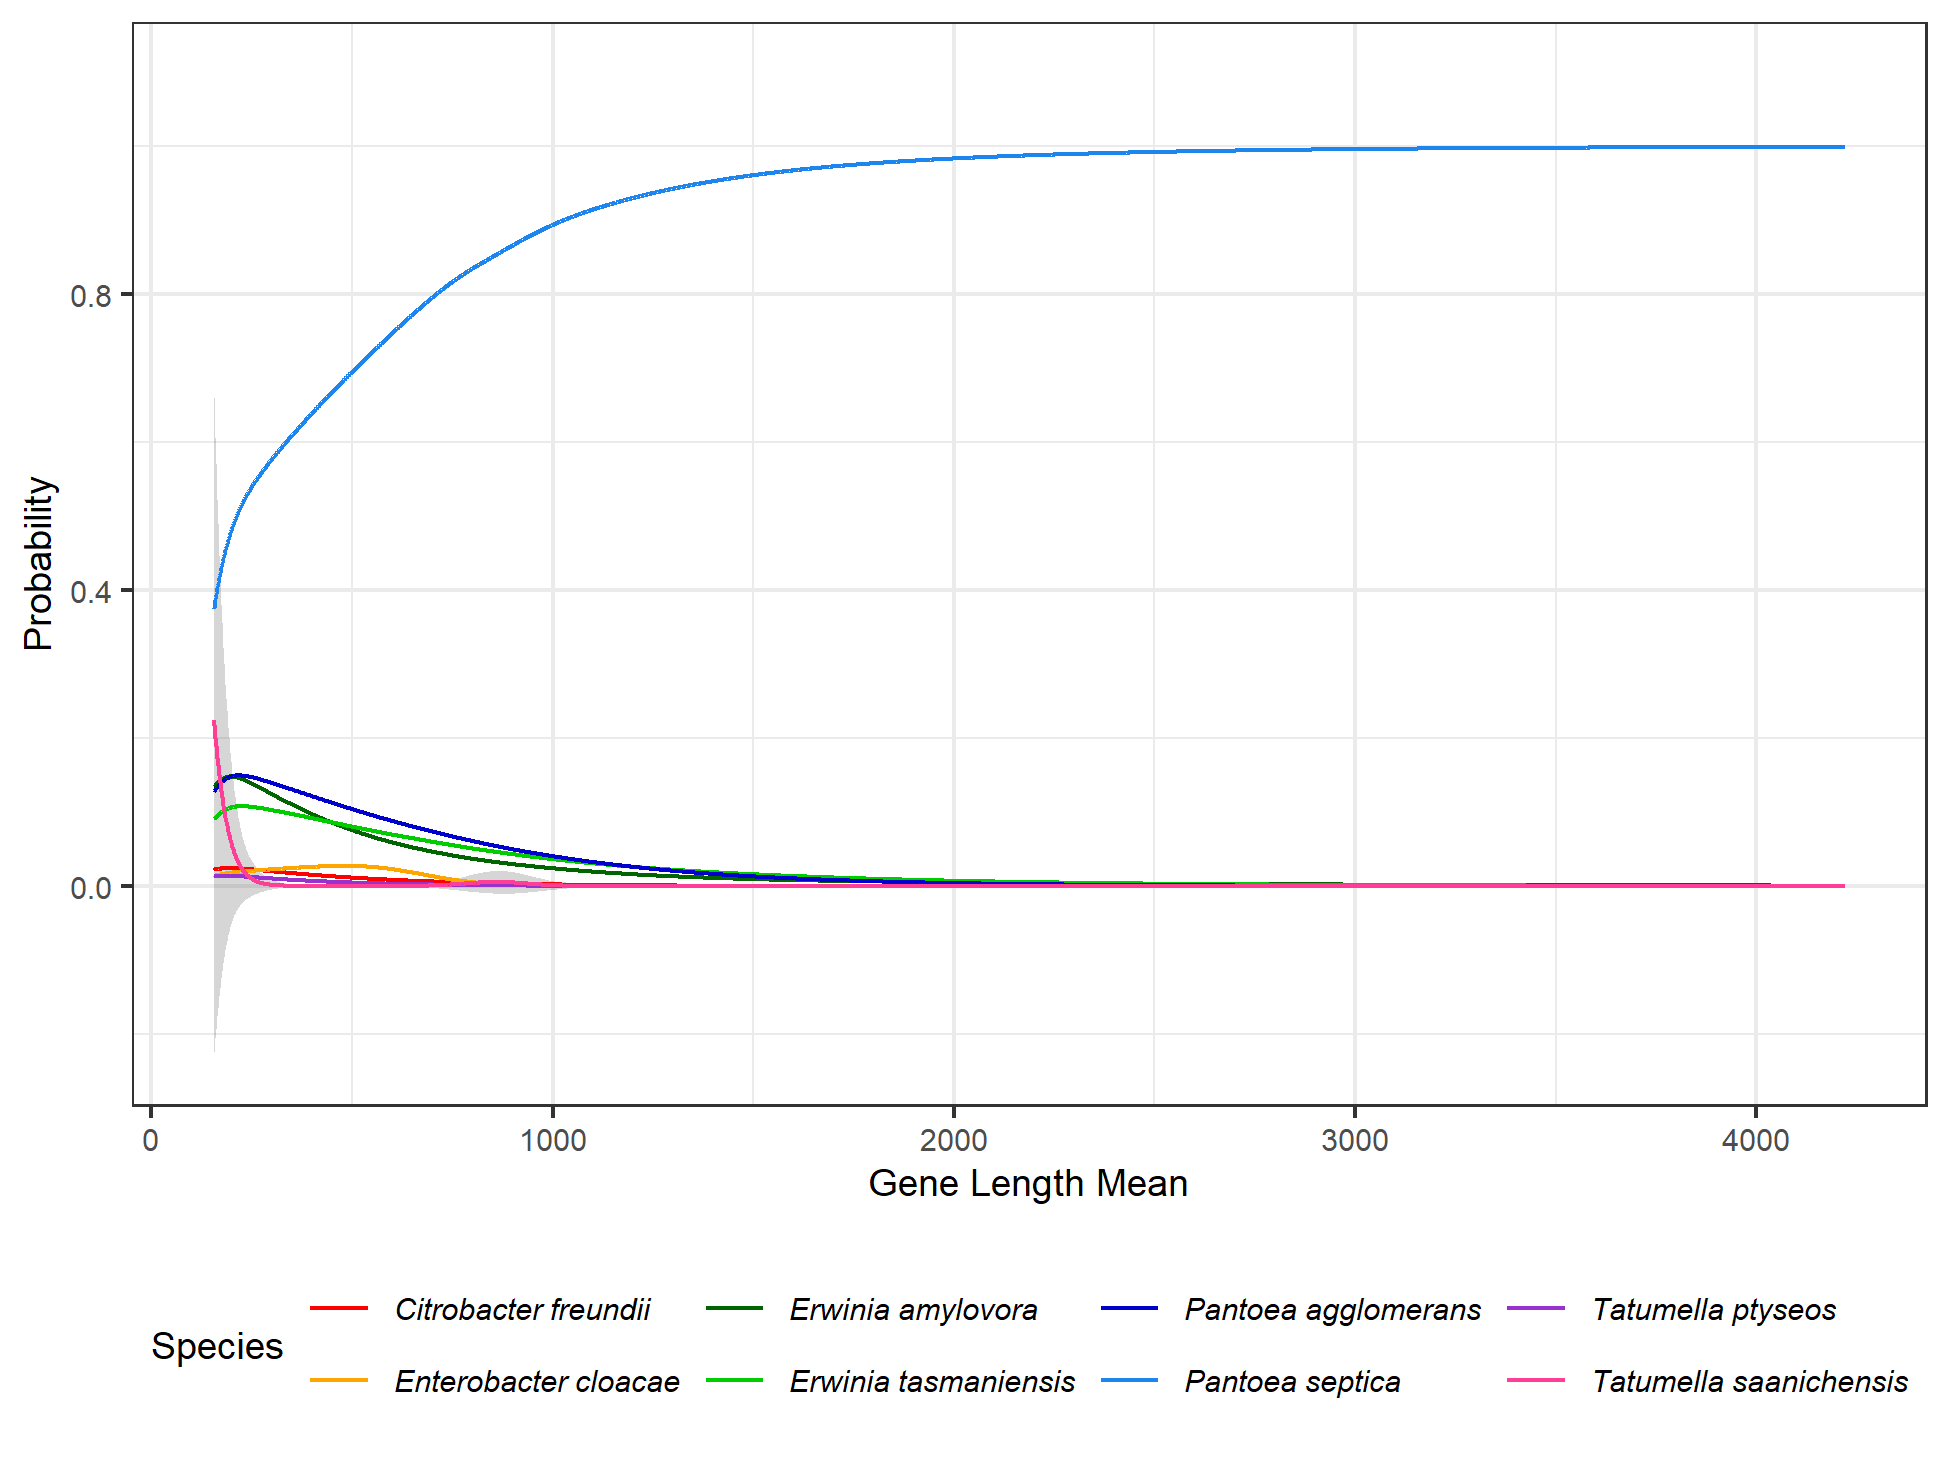 Probability
0.8
0.4
0.0
0 1000 2000 3000 4000
Gene Length Mean
Species
Citrobacter freundii Erwinia amylovora Pantoea agglomerans Tatumella ptyseos
Enterobacter cloacae Erwinia tasmaniensis Pantoea septica Tatumella saanichensis